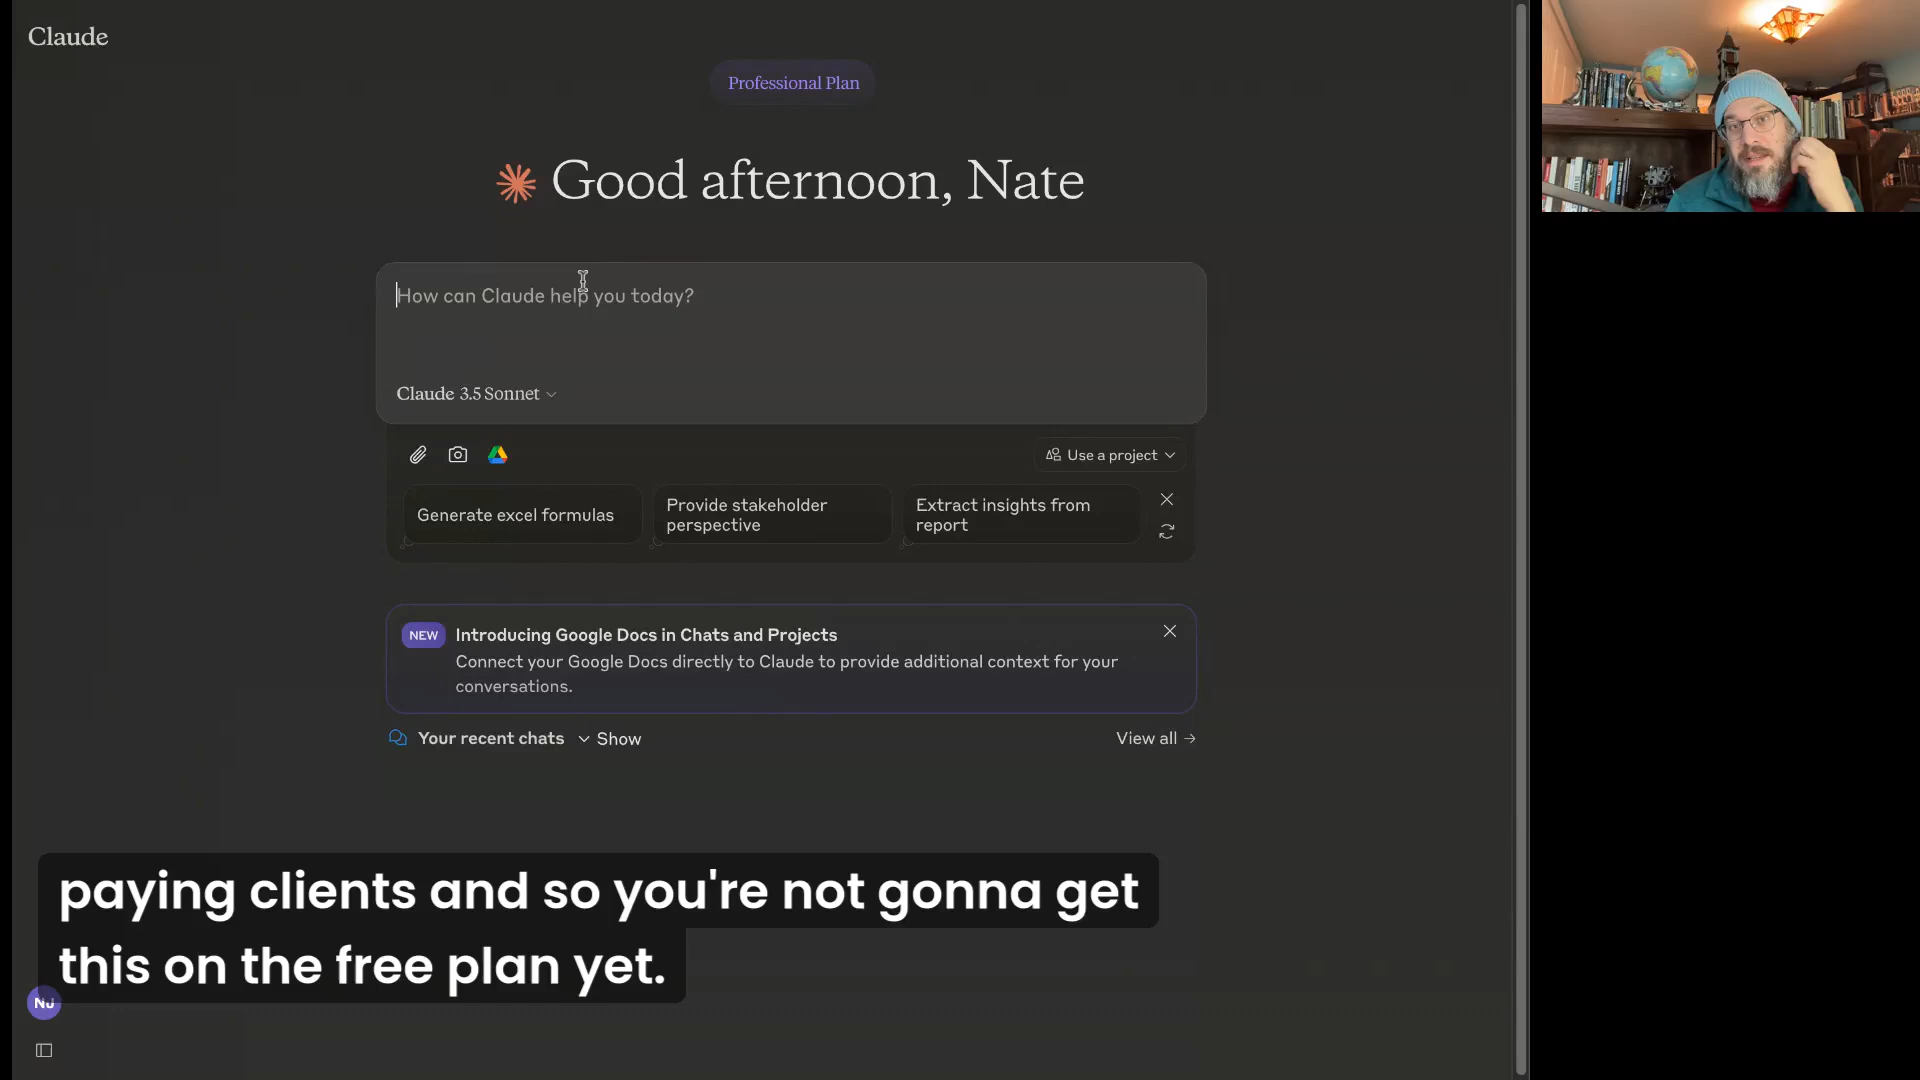 Claude
Professional Plan
Good afternoon, Nate
How can Claude help you today?
Claude 3.5 Sonnet
Use a project
Generate excel formulas
Provide stakeholder
perspective
Extract insights from
report
NEW
Introducing Google Docs in Chats and Projects
Connect your Google Docs directly to Claude to provide additional context for your
conversations.
Your recent chats
Show
View all →
paying clients and so you're not gonna get
this on the free plan yet.
NJ